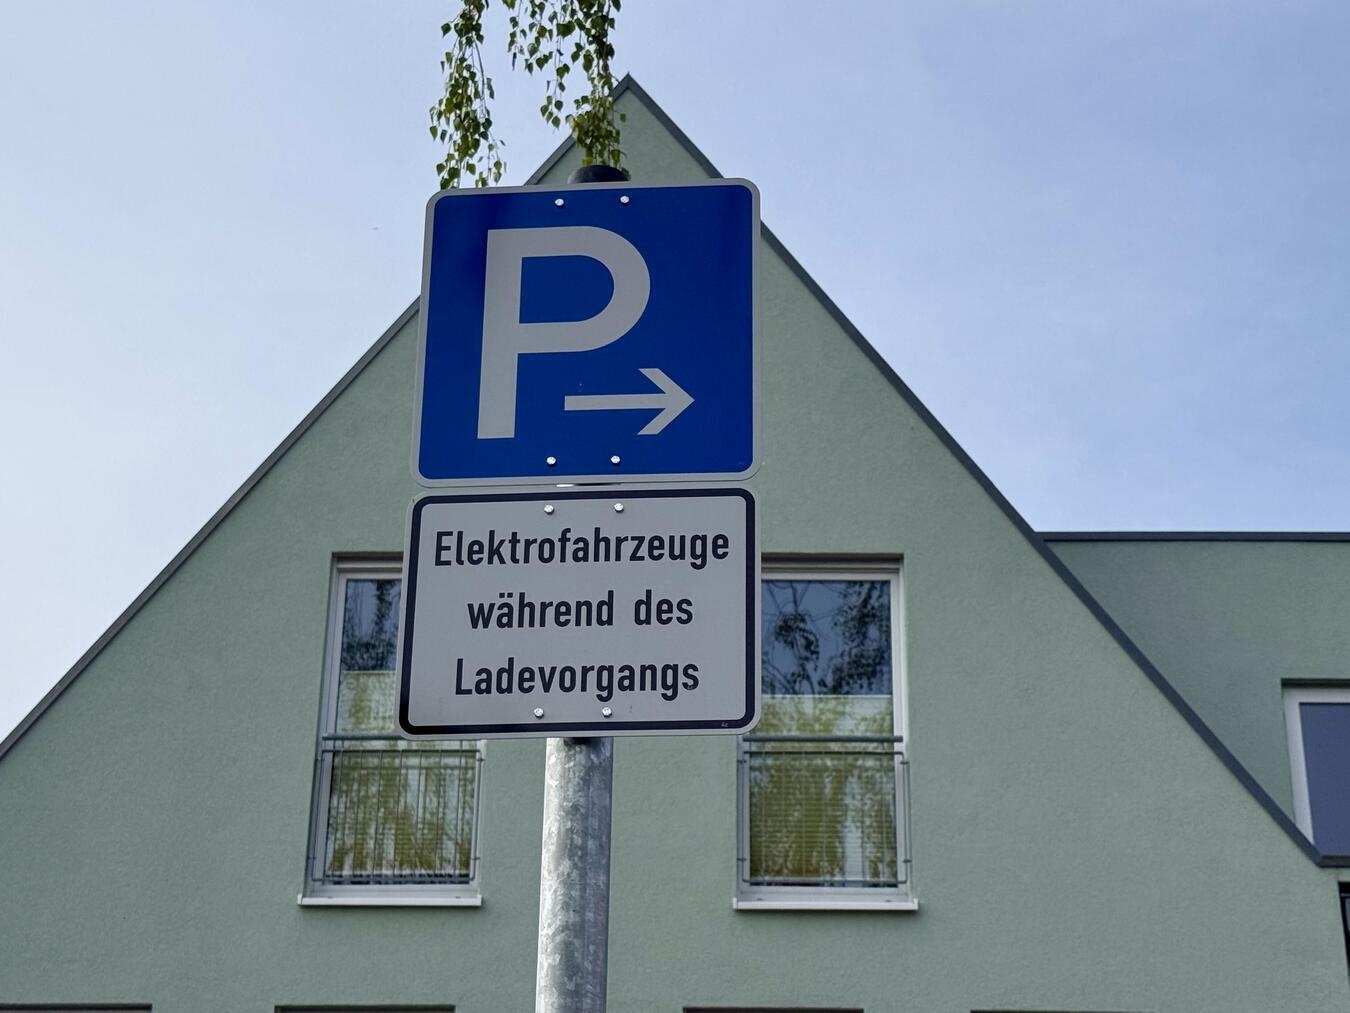 P
Elektrofahrzeuge
während des
Ladevorgangs